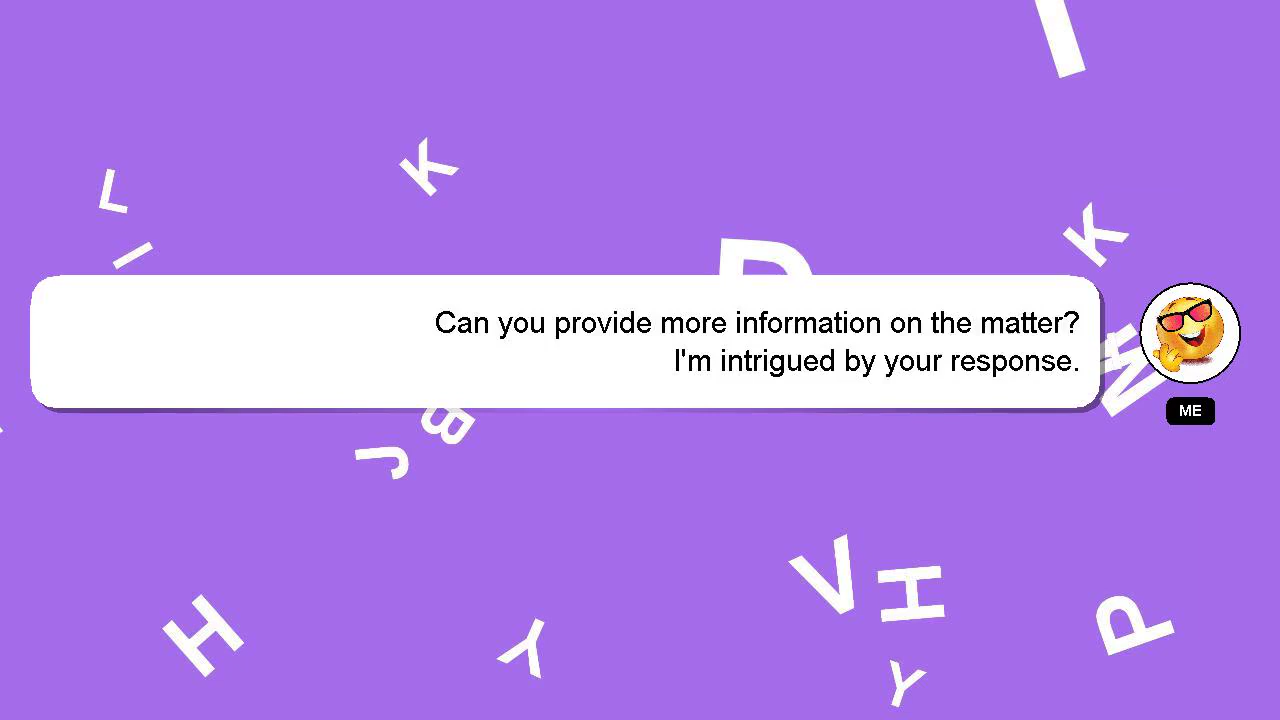 I
L
K
K
I
D
Can you provide more information on the matter?
I'm intrigued by your response.
M
ME
B
J
V
H
H
P
Y
Y